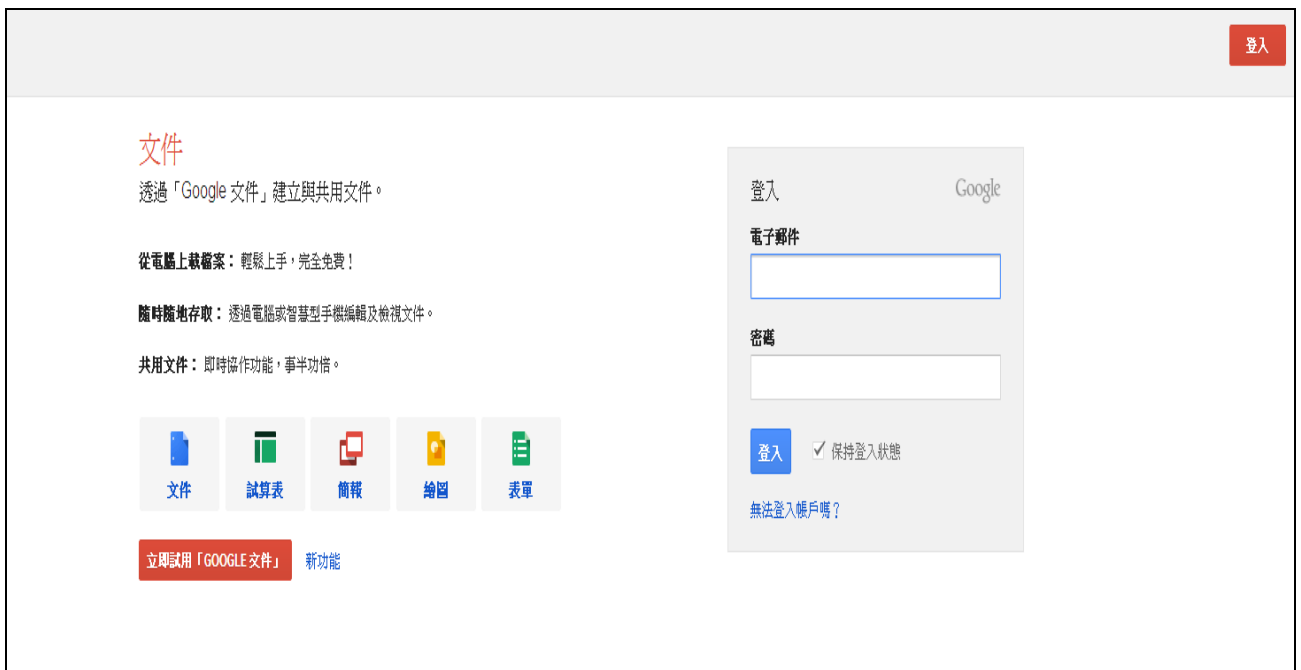 登入
文件
透過「Google 文件」建立與共用文件。
從電腦上載檔案： 輕鬆上手，完全免費！
隨時隨地存取： 透過電腦或智慧型手機編輯及檢視文件。
共用文件： 即時協作功能，事半功倍。
文件 試算表 簡報 繪圖 表單
立即試用「GOOGLE 文件」 新功能
登入 Google
電子郵件
密碼
登入 保持登入狀態
無法登入帳戶嗎？